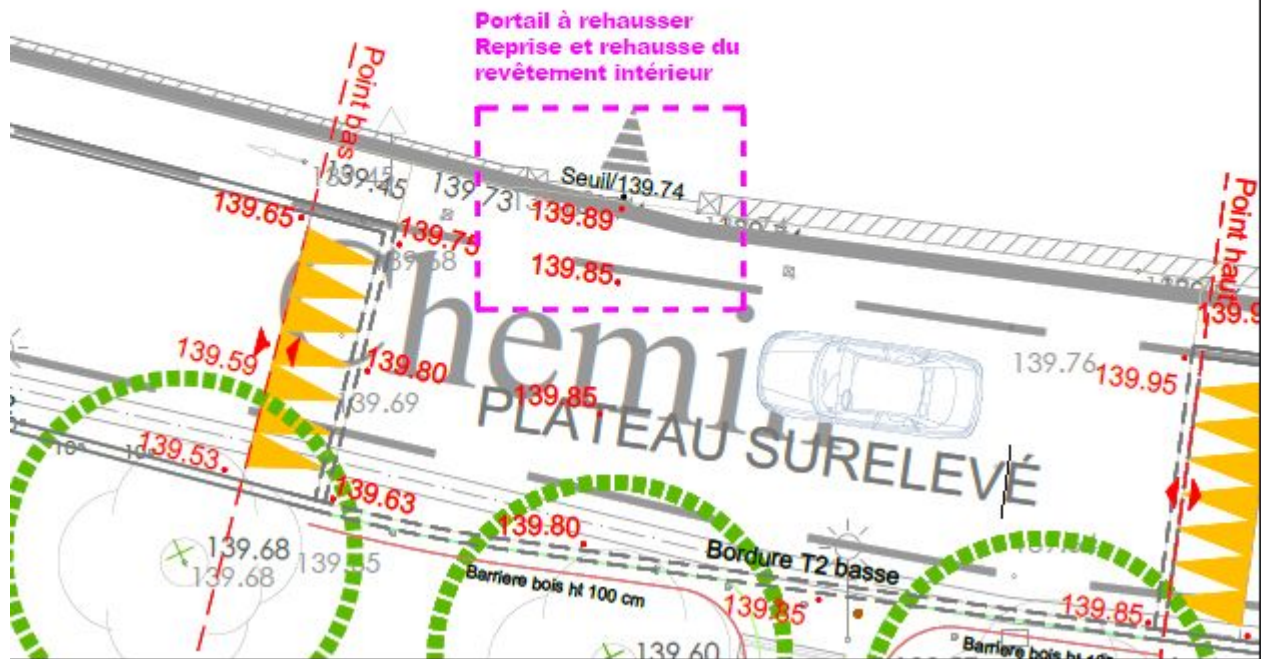 Portail à rehausser
Reprise et rehausse du
revêtement intérieur
Point bas
Point haut
139.45
139.73
Seuil/139.74
139.65
139.75
139.89
139.85
139.59
139.80
139.69
139.85
139.76
139.95
Chemin
PLATEAU SURELEVÉ
139.53
139.63
139.80
139.68
139.68
Bordure T2 basse
Barriere bois ht 100 cm
139.85
139.85
139.60
Barriere bois ht